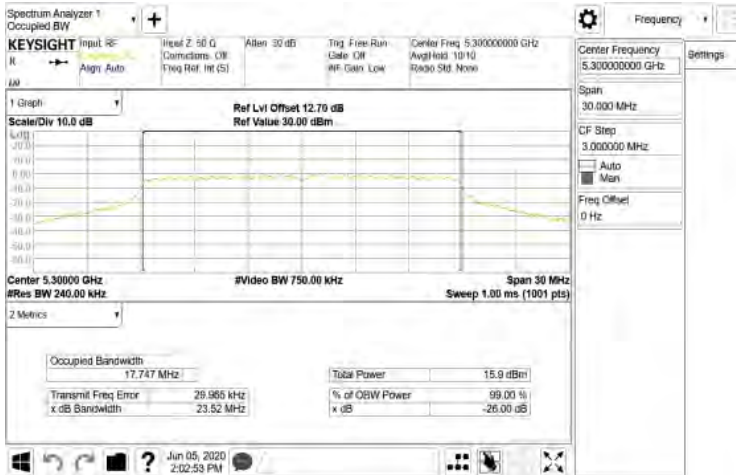 Spectrum Analyzer 1
Occupied BW
Frequency
KEYSIGHT Input: RF
Input Z: 50 Ω
Atten: 30 dB
Trig: Free Run
Center Freq: 5.300000000 GHz
Corrections: Off
Gate: Off
Avg|Hold: 10/10
Align: Auto
Freq Ref: Int (S)
#IF Gain: Low
Radio Std: None
Center Frequency
5.300000000 GHz
Settings
Span
30.000 MHz
CF Step
3.000000 MHz
Auto
Man
Freq Offset
0 Hz
1 Graph
Scale/Div 10.0 dB
Ref Lvl Offset 12.70 dB
Ref Value 30.00 dBm
Center 5.30000 GHz
#Video BW 750.00 kHz
Span 30 MHz
#Res BW 240.00 kHz
Sweep 1.00 ms (1001 pts)
2 Metrics
Occupied Bandwidth
17.747 MHz
Total Power 15.9 dBm
Transmit Freq Error 29.965 kHz
% of OBW Power 99.00 %
x dB Bandwidth 23.52 MHz
x dB -26.00 dB
Jun 05, 2020
2:02:53 PM